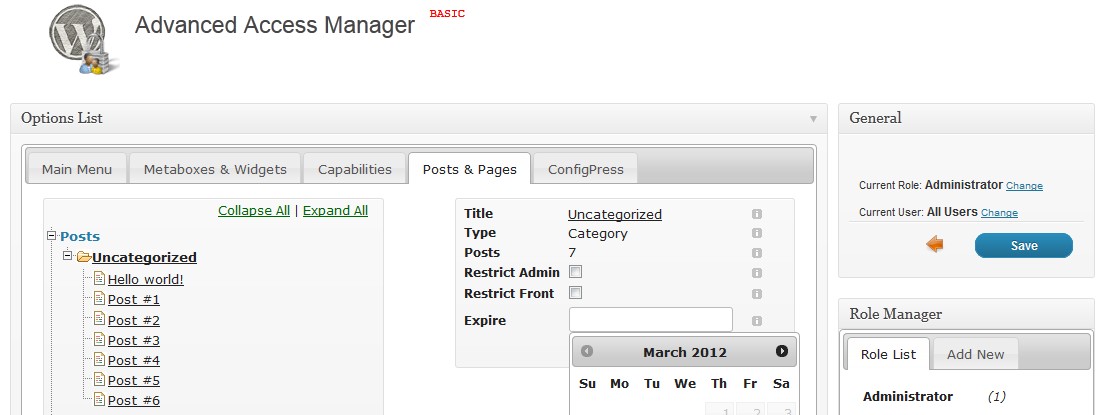 Advanced Access Manager BASIC
Options List
Main Menu Metaboxes & Widgets Capabilities Posts & Pages ConfigPress
Collapse All | Expand All
Posts
Uncategorized
Hello world!
Post #1
Post #2
Post #3
Post #4
Post #5
Post #6
Title Uncategorized
Type Category
Posts 7
Restrict Admin
Restrict Front
Expire
March 2012
Su Mo Tu We Th Fr Sa
1 2 3
General
Current Role: Administrator Change
Current User: All Users Change
Save
Role Manager
Role List Add New
Administrator (1)